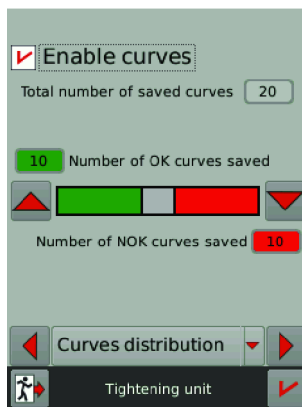 Enable curves
Total number of saved curves 20
10 Number of OK curves saved
Number of NOK curves saved 10
Curves distribution
Tightening unit